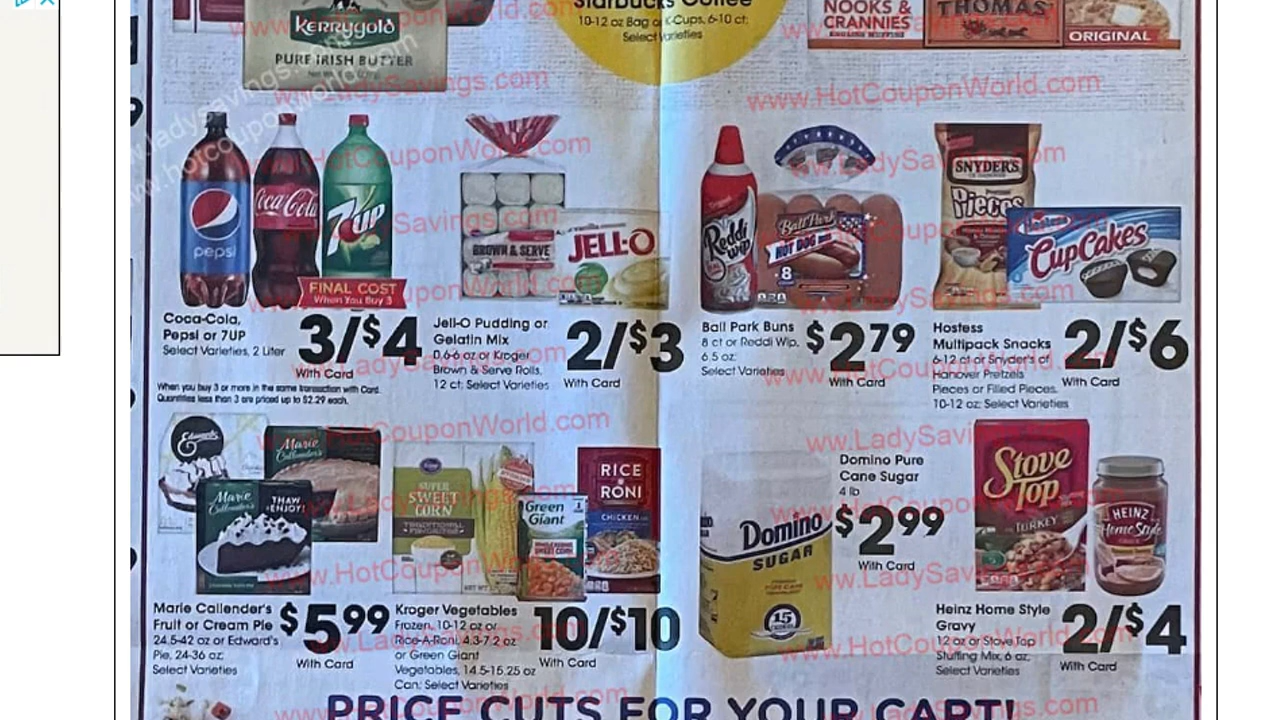 Starbucks Coffee
10-12 oz Bag or K-Cups, 6-10 ct;
Select Varieties
KERRYGOLD
PURE IRISH BUTTER
NOOKS &
CRANNIES
ENGLISH MUFFINS
THOMAS'
ORIGINAL
www.HotCouponWorld.com
pepsi
Coca-Cola
7UP
FINAL COST
When You Buy 3
BROWN & SERVE
JELL-O
Reddi
wip
Ball Park
HOT DOG
8
SNYDER'S
Pieces
Hostess
CupCakes
Coca-Cola,
Pepsi or 7UP
Select Varieties, 2 Liter
3/$4
With Card
When you buy 3 or more in the same transaction with Card.
Quantities less than 3 are priced up to $2.29 each.
Jell-O Pudding or
Gelatin Mix
0.6-6 oz or Kroger
Brown & Serve Rolls,
12 ct; Select Varieties
2/$3
With Card
Ball Park Buns
8 ct or Reddi Wip,
6.5 oz;
Select Varieties
$2.79
With Card
Hostess
Multipack Snacks
6-12 ct or Snyder's of
Hanover Pretzels
Pieces or Filled Pieces,
10-12 oz; Select Varieties
2/$6
With Card
Edwards
Marie
Callender's
Marie
Callender's
THAW
&ENJOY!
SUPER
SWEET
CORN
TRADITIONAL
FAVORITES
Green
Giant
RICE
A
RONI
CHICKEN
Domino
SUGAR
15
CALORIES
Stove
Top
TURKEY
HEINZ
HomeStyle
Marie Callender's
Fruit or Cream Pie
24.5-42 oz or Edward's
Pie, 24-36 oz;
Select Varieties
$5.99
With Card
Kroger Vegetables
Frozen, 10-12 oz or
Rice-A-Roni, 4.3-7.2 oz
or Green Giant
Vegetables, 14.5-15.25 oz
Can; Select Varieties
10/$10
With Card
Domino Pure
Cane Sugar
4 lb
$2.99
With Card
Heinz Home Style
Gravy
12 oz or Stove Top
Stuffing Mix, 6 oz;
Select Varieties
2/$4
With Card
PRICE CUTS FOR YOUR CART!